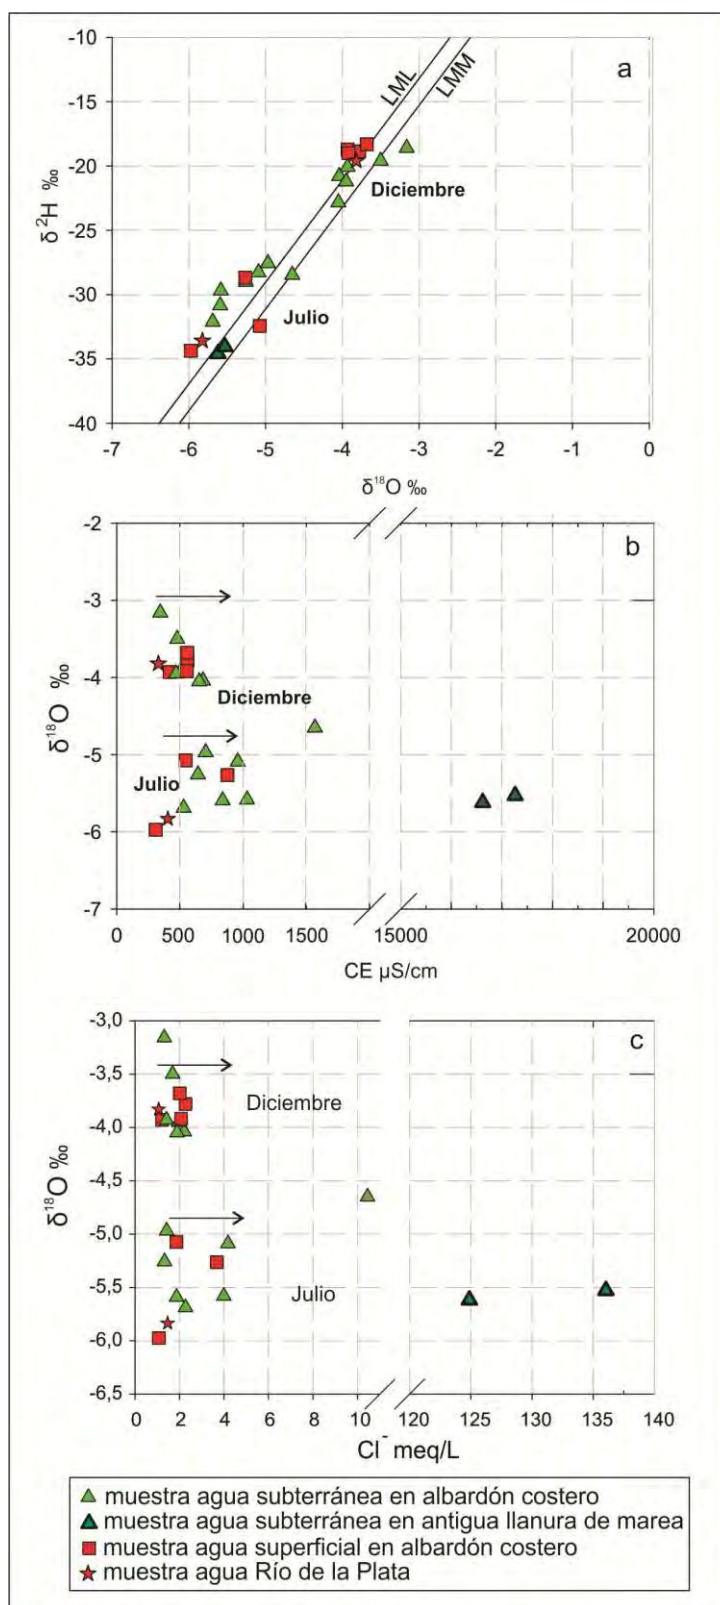 a
-10
-15
-20
-25
-30
-35
-40
δ ²H ‰
LML
LMM
Diciembre
Julio
-7 -6 -5 -4 -3 -2 -1 0
δ¹⁸O ‰
b
-2
-3
-4
-5
-6
-7
δ¹⁸O ‰
Diciembre
Julio
0 500 1000 1500 15000 20000
CE µS/cm
c
-3,0
-3,5
-4,0
-4,5
-5,0
-5,5
-6,0
-6,5
δ¹⁸O ‰
Diciembre
Julio
0 2 4 6 8 10 120 125 130 135 140
Cl⁻ meq/L
muestra agua subterránea en albardón costero
muestra agua subterránea en antigua llanura de marea
muestra agua superficial en albardón costero
muestra agua Río de la Plata